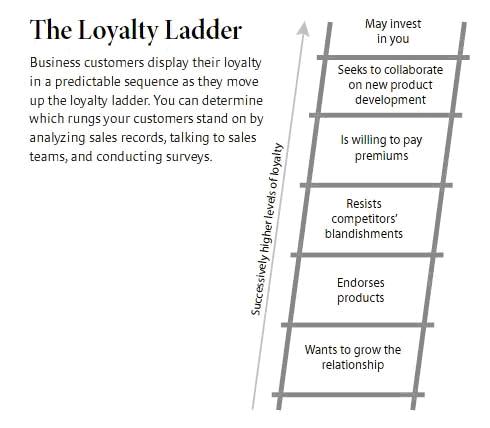 The Loyalty Ladder
Business customers display their loyalty
in a predictable sequence as they move
up the loyalty ladder. You can determine
which rungs your customers stand on by
analyzing sales records, talking to sales
teams, and conducting surveys.
Successively higher levels of loyalty
May invest
in you
Seeks to collaborate
on new product
development
Is willing to pay
premiums
Resists
competitors’
blandishments
Endorses
products
Wants to grow the
relationship